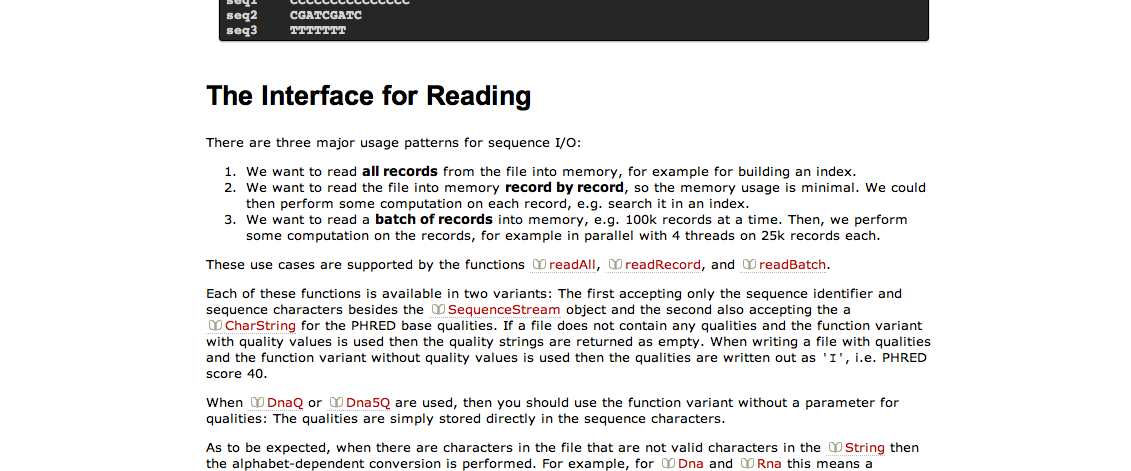 seq1 CCCCCCCCCCCCCCC
seq2 CGATCGATC
seq3 TTTTTTT
The Interface for Reading
There are three major usage patterns for sequence I/O:
1. We want to read all records from the file into memory, for example for building an index.
2. We want to read the file into memory record by record, so the memory usage is minimal. We could
then perform some computation on each record, e.g. search it in an index.
3. We want to read a batch of records into memory, e.g. 100k records at a time. Then, we perform
some computation on the records, for example in parallel with 4 threads on 25k records each.
These use cases are supported by the functions readAll, readRecord, and readBatch.
Each of these functions is available in two variants: The first accepting only the sequence identifier and
sequence characters besides the SequenceStream object and the second also accepting the a
CharString for the PHRED base qualities. If a file does not contain any qualities and the function variant
with quality values is used then the quality strings are returned as empty. When writing a file with qualities
and the function variant without quality values is used then the qualities are written out as 'I', i.e. PHRED
score 40.
When DnaQ or Dna5Q are used, then you should use the function variant without a parameter for
qualities: The qualities are simply stored directly in the sequence characters.
As to be expected, when there are characters in the file that are not valid characters in the String then
the alphabet-dependent conversion is performed. For example, for Dna and Rna this means a